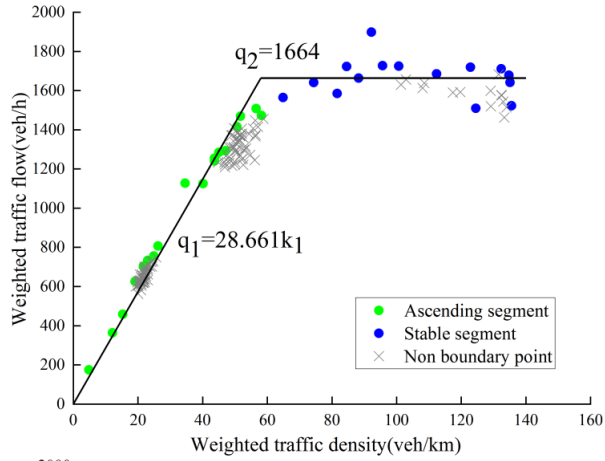 2000
1800
1600
1400
1200
1000
800
600
400
200
0
Weighted traffic flow(veh/h)
q2=1664
q1=28.661k1
Ascending segment
Stable segment
Non boundary point
0 20 40 60 80 100 120 140 160
Weighted traffic density(veh/km)